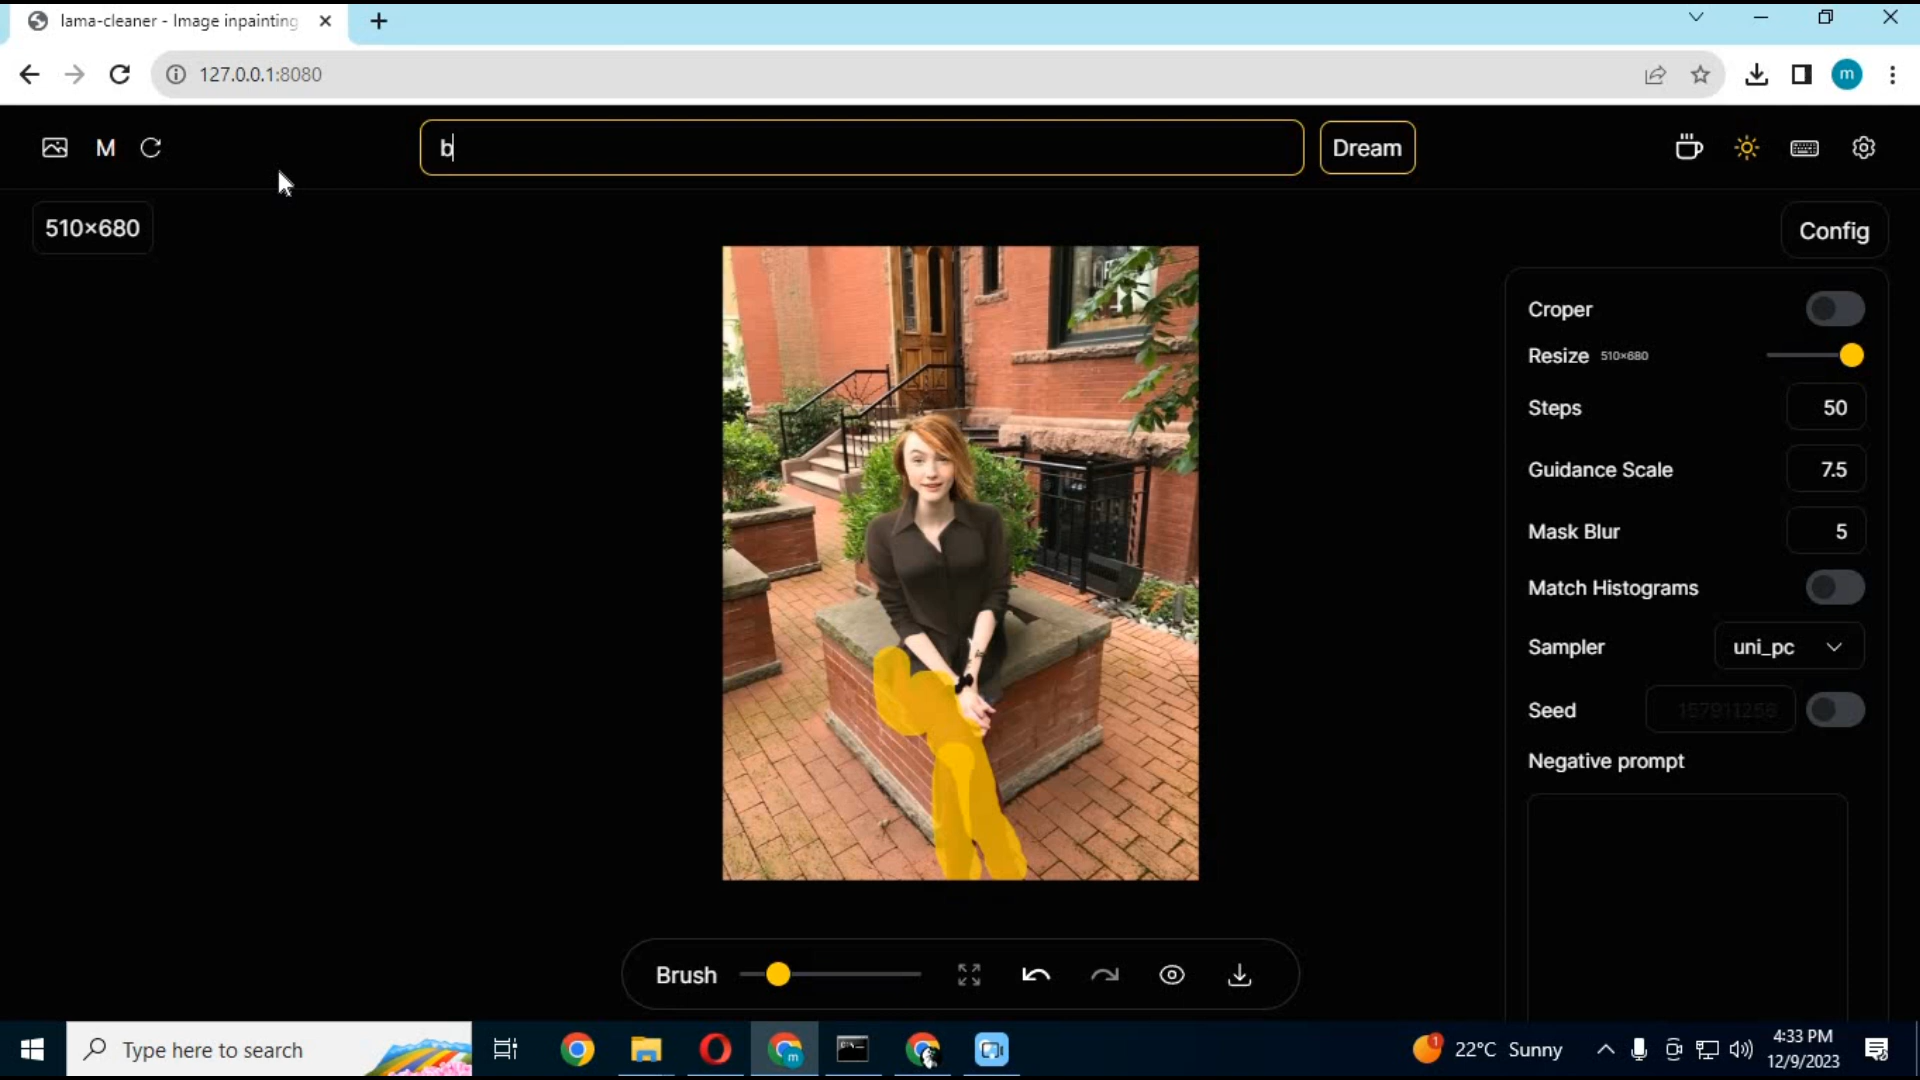 lama-cleaner - Image inpainting
127.0.0.1:8080
M
b
Dream
510×680
Config
Croper
Resize 510×680
Steps 50
Guidance Scale 7.5
Mask Blur 5
Match Histograms
Sampler uni_pc
Seed
Negative prompt
Brush
Type here to search
m
1
22°C Sunny
4:33 PM
12/9/2023